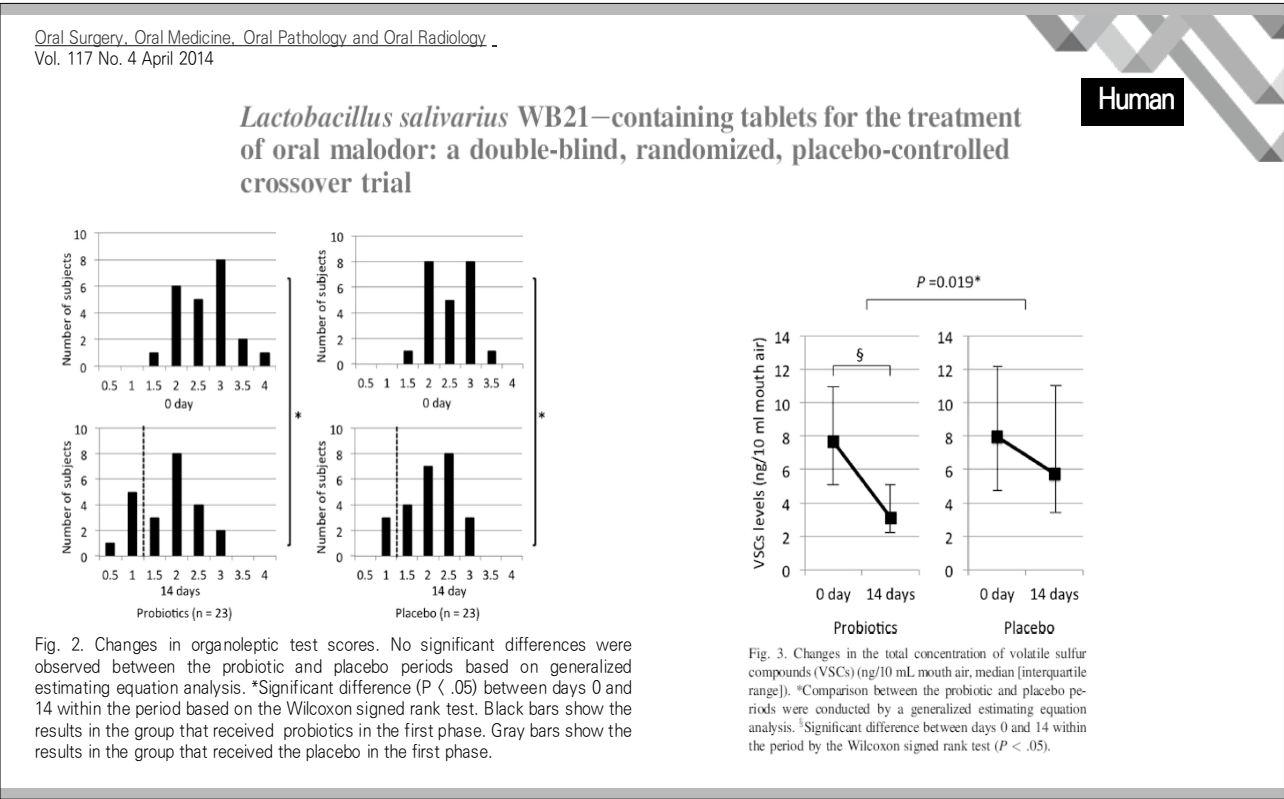 Oral Surgery, Oral Medicine, Oral Pathology and Oral Radiology
Vol. 117 No. 4 April 2014
Human
Lactobacillus salivarius WB21–containing tablets for the treatment
of oral malodor: a double-blind, randomized, placebo-controlled
crossover trial
Number of subjects
10
8
6
4
2
0
0.5 1 1.5 2 2.5 3 3.5 4
0 day
Number of subjects
10
8
6
4
2
0
0.5 1 1.5 2 2.5 3 3.5 4
0 day
*
*
Number of subjects
10
8
6
4
2
0
0.5 1 1.5 2 2.5 3 3.5 4
14 days
Probiotics (n = 23)
Number of subjects
10
8
6
4
2
0
0.5 1 1.5 2 2.5 3 3.5 4
14 day
Placebo (n = 23)
Fig. 2. Changes in organoleptic test scores. No significant differences were
observed between the probiotic and placebo periods based on generalized
estimating equation analysis. *Significant difference (P < .05) between days 0 and
14 within the period based on the Wilcoxon signed rank test. Black bars show the
results in the group that received probiotics in the first phase. Gray bars show the
results in the group that received the placebo in the first phase.
P =0.019*
VSCs levels (ng/10 ml mouth air)
14
12
10
8
6
4
2
0
§
0 day 14 days
Probiotics
14
12
10
8
6
4
2
0
0 day 14 days
Placebo
Fig. 3. Changes in the total concentration of volatile sulfur
compounds (VSCs) (ng/10 mL mouth air, median [interquartile
range]). *Comparison between the probiotic and placebo pe-
riods were conducted by a generalized estimating equation
analysis. §Significant difference between days 0 and 14 within
the period by the Wilcoxon signed rank test (P < .05).